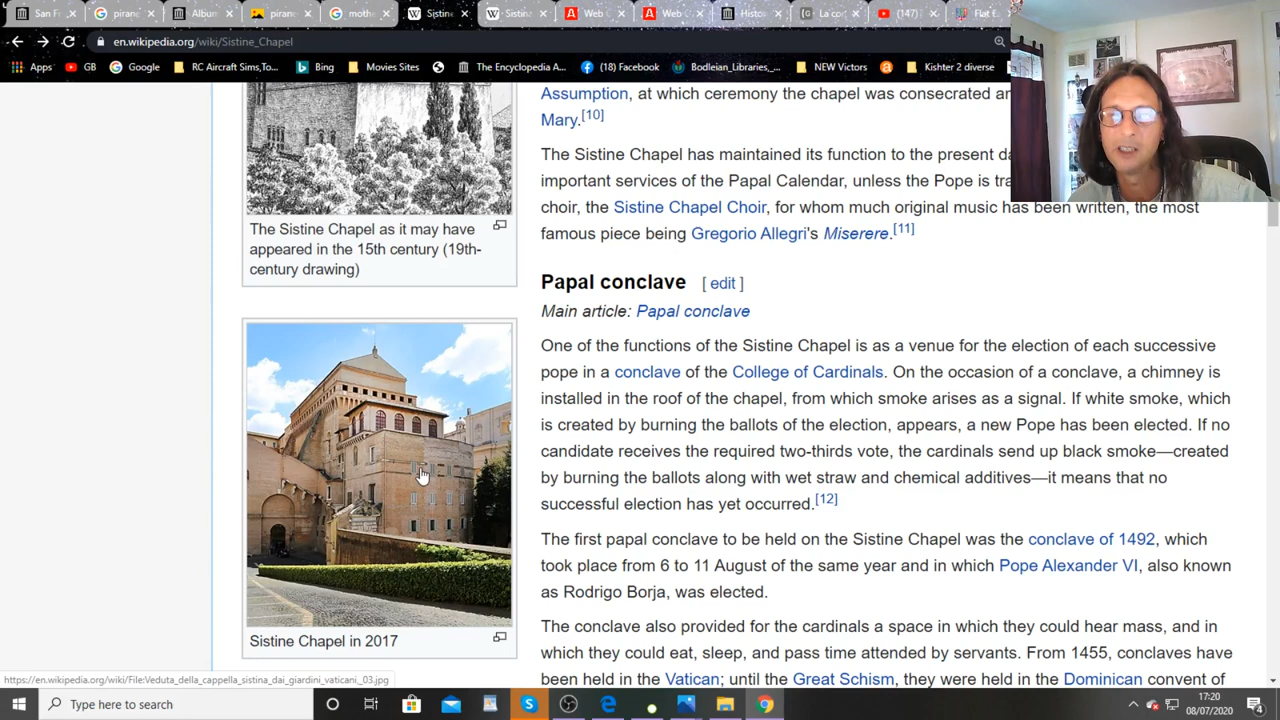 San F
piran
Album
piran
moth
Sistine
Sistina
Web C
Web C
Histo
La co
(147)
Flat E
en.wikipedia.org/wiki/Sistine_Chapel
Apps GB Google RC Aircraft Sims,To... Bing Movies Sites The Encyclopedia A... (18) Facebook Bodleian_Libraries,_... NEW Victors Kishter 2 diverse
Assumption, at which ceremony the chapel was consecrated an
Mary.[10]
The Sistine Chapel has maintained its function to the present da
important services of the Papal Calendar, unless the Pope is tra
choir, the Sistine Chapel Choir, for whom much original music has been written, the most
famous piece being Gregorio Allegri's Miserere.[11]
The Sistine Chapel as it may have
appeared in the 15th century (19th-
century drawing)
Papal conclave [ edit ]
Main article: Papal conclave
One of the functions of the Sistine Chapel is as a venue for the election of each successive
pope in a conclave of the College of Cardinals. On the occasion of a conclave, a chimney is
installed in the roof of the chapel, from which smoke arises as a signal. If white smoke, which
is created by burning the ballots of the election, appears, a new Pope has been elected. If no
candidate receives the required two-thirds vote, the cardinals send up black smoke—created
by burning the ballots along with wet straw and chemical additives—it means that no
successful election has yet occurred.[12]
The first papal conclave to be held on the Sistine Chapel was the conclave of 1492, which
took place from 6 to 11 August of the same year and in which Pope Alexander VI, also known
as Rodrigo Borja, was elected.
Sistine Chapel in 2017
The conclave also provided for the cardinals a space in which they could hear mass, and in
which they could eat, sleep, and pass time attended by servants. From 1455, conclaves have
been held in the Vatican; until the Great Schism, they were held in the Dominican convent of
https://en.wikipedia.org/wiki/File:Veduta_della_cappella_sistina_dai_giardini_vaticani_03.jpg
Type here to search
17:20
08/07/2020
4